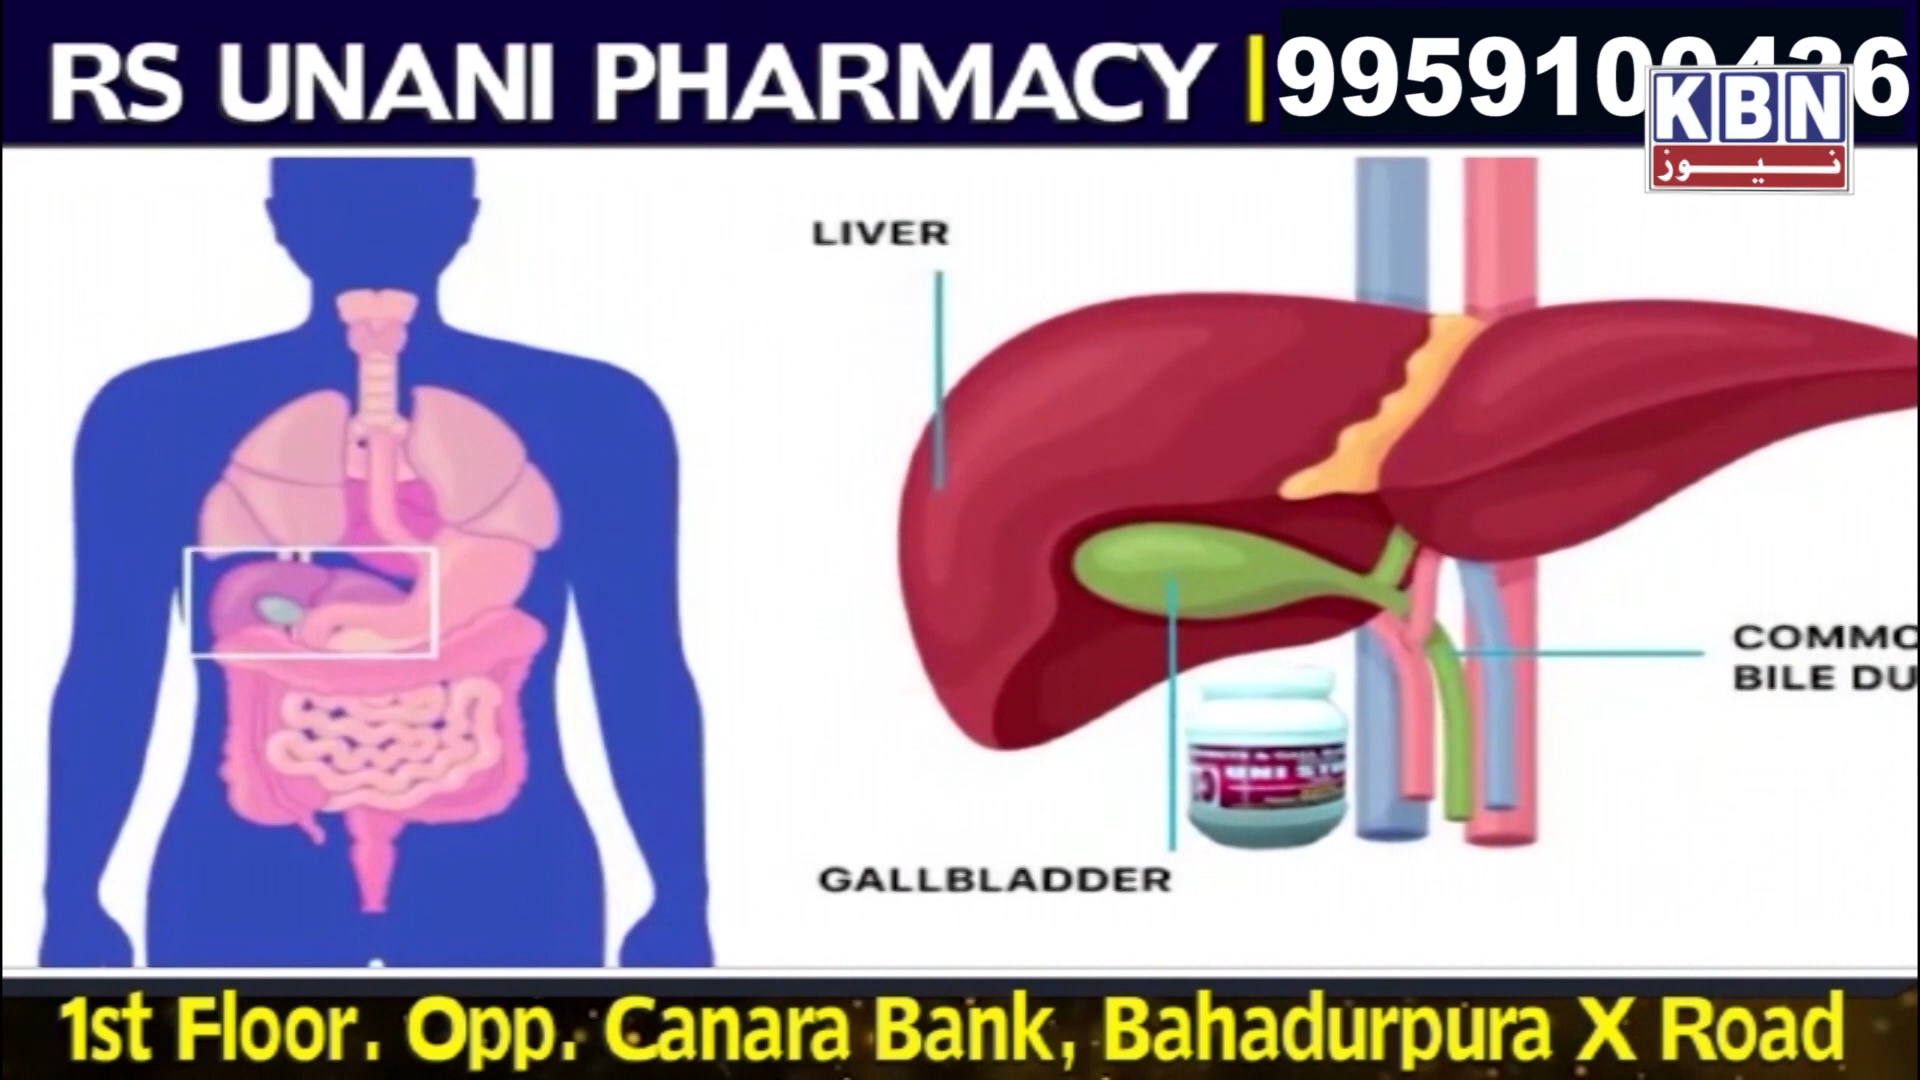 RS UNANI PHARMACY
KBN
نیوز
LIVER
COMMO
BILE DU
GALLBLADDER
1st Floor. Opp. Canara Bank, Bahadurpura X Road